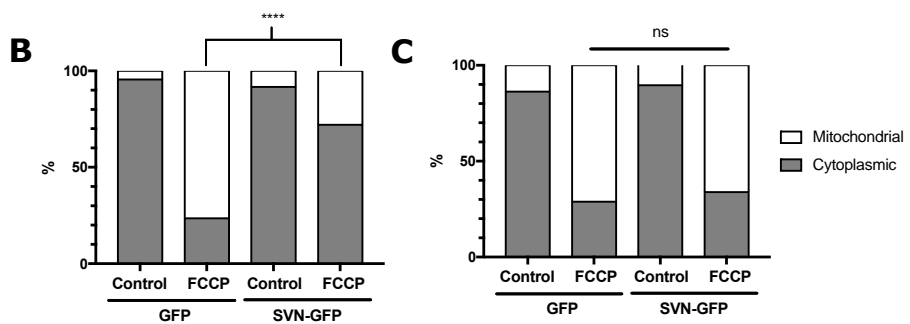 B
****
%
100
50
0
Control
FCCP
Control
FCCP
GFP
SVN-GFP
C
ns
%
100
50
0
Control
FCCP
Control
FCCP
GFP
SVN-GFP
Mitochondrial
Cytoplasmic